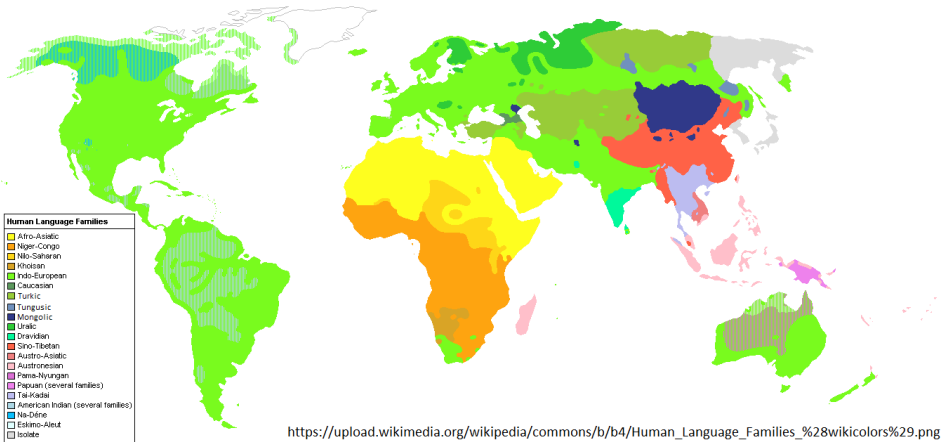 Human Language Families
Afro-Asiatic
Niger-Congo
Nilo-Saharan
Khoisan
Indo-European
Caucasian
Turkic
Tungusic
Mongolic
Uralic
Dravidian
Sino-Tibetan
Austro-Asiatic
Austronesian
Pama-Nyungan
Papuan (several families)
Tai-Kadai
American Indian (several families)
Na-Déne
Eskimo-Aleut
Isolate
https://upload.wikimedia.org/wikipedia/commons/b/b4/Human_Language_Families_%28wikicolors%29.png